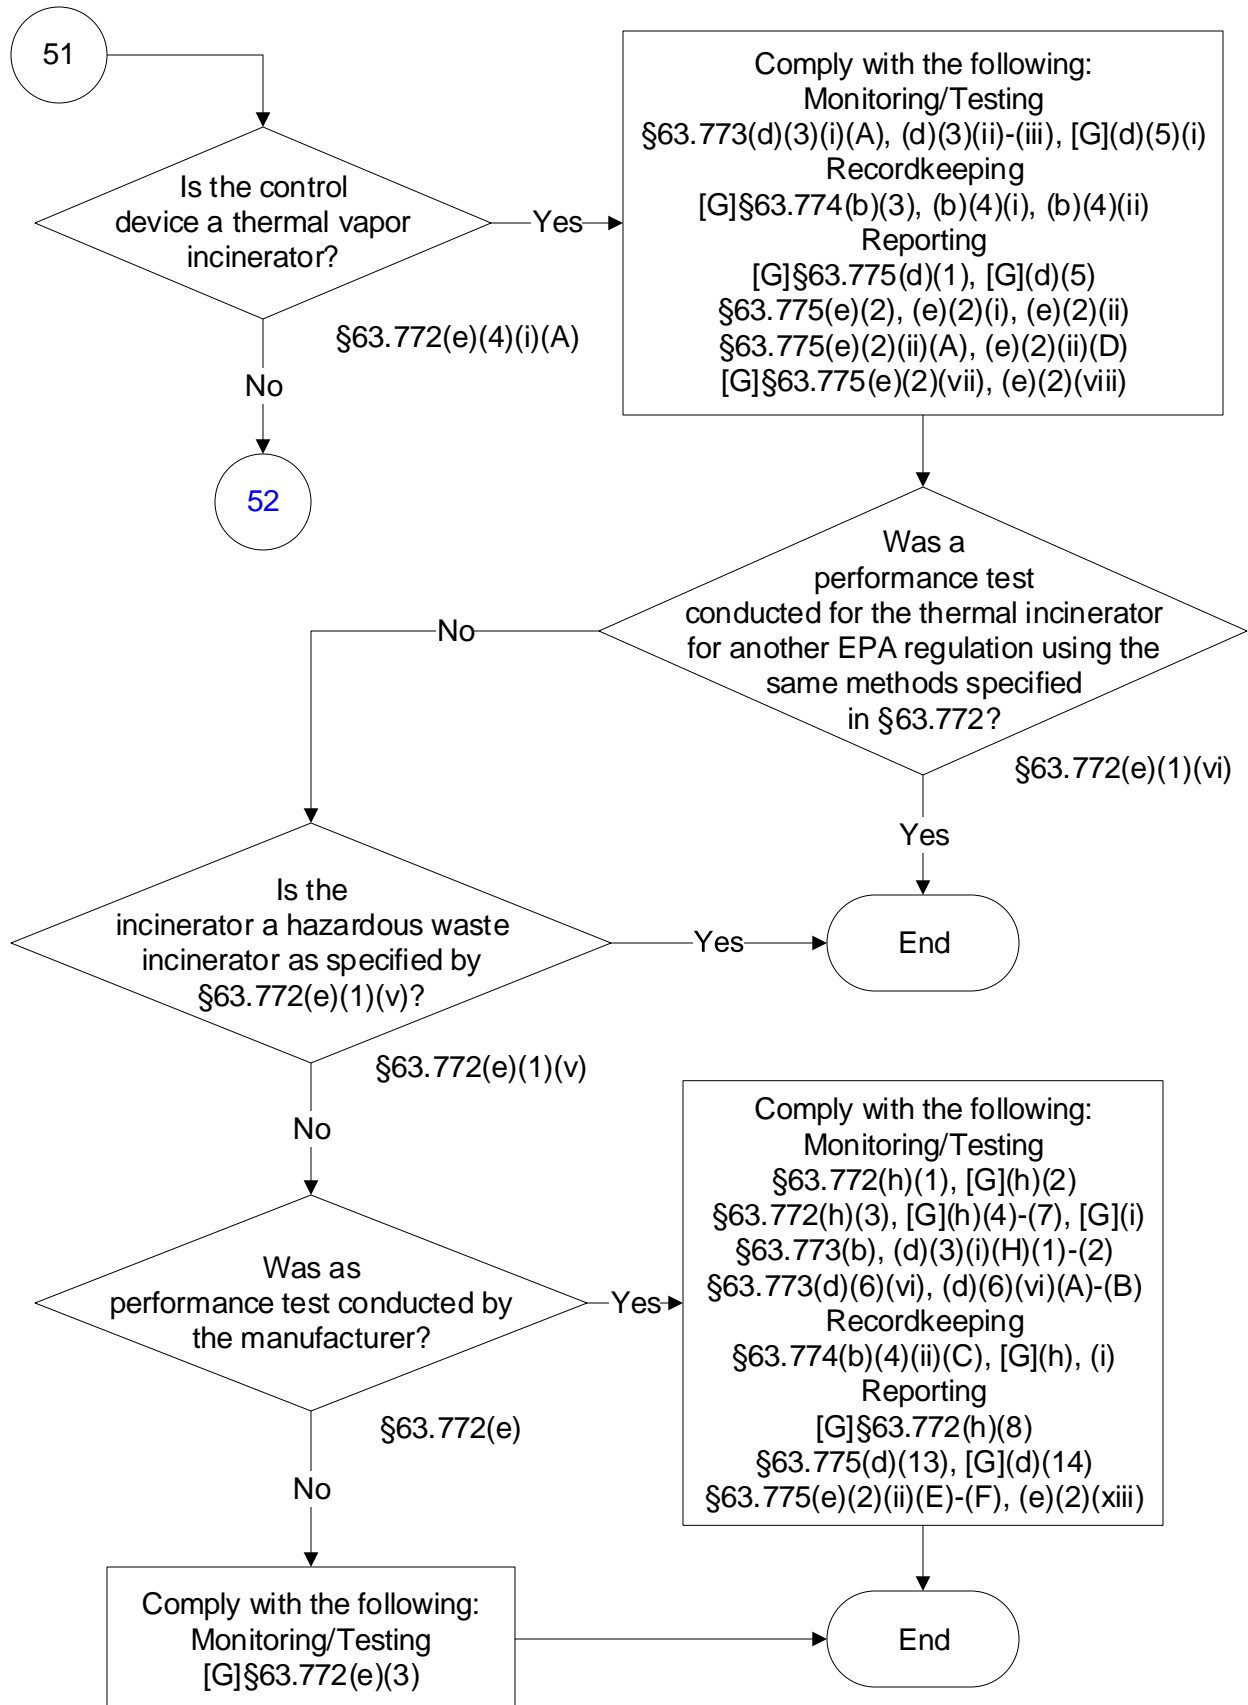 51
Is the control
device a thermal vapor
incinerator?
Yes
§63.772(e)(4)(i)(A)
No
52
Comply with the following:
Monitoring/Testing
§63.773(d)(3)(i)(A), (d)(3)(ii)-(iii), [G](d)(5)(i)
Recordkeeping
[G]§63.774(b)(3), (b)(4)(i), (b)(4)(ii)
Reporting
[G]§63.775(d)(1), [G](d)(5)
§63.775(e)(2), (e)(2)(i), (e)(2)(ii)
§63.775(e)(2)(ii)(A), (e)(2)(ii)(D)
[G]§63.775(e)(2)(vii), (e)(2)(viii)
Was a
performance test
conducted for the thermal incinerator
for another EPA regulation using the
same methods specified
in §63.772?
No
§63.772(e)(1)(vi)
Yes
Is the
incinerator a hazardous waste
incinerator as specified by
§63.772(e)(1)(v)?
Yes
End
§63.772(e)(1)(v)
No
Was as
performance test conducted by
the manufacturer?
Yes
§63.772(e)
No
Comply with the following:
Monitoring/Testing
§63.772(h)(1), [G](h)(2)
§63.772(h)(3), [G](h)(4)-(7), [G](i)
§63.773(b), (d)(3)(i)(H)(1)-(2)
§63.773(d)(6)(vi), (d)(6)(vi)(A)-(B)
Recordkeeping
§63.774(b)(4)(ii)(C), [G](h), (i)
Reporting
[G]§63.772(h)(8)
§63.775(d)(13), [G](d)(14)
§63.775(e)(2)(ii)(E)-(F), (e)(2)(xiii)
Comply with the following:
Monitoring/Testing
[G]§63.772(e)(3)
End